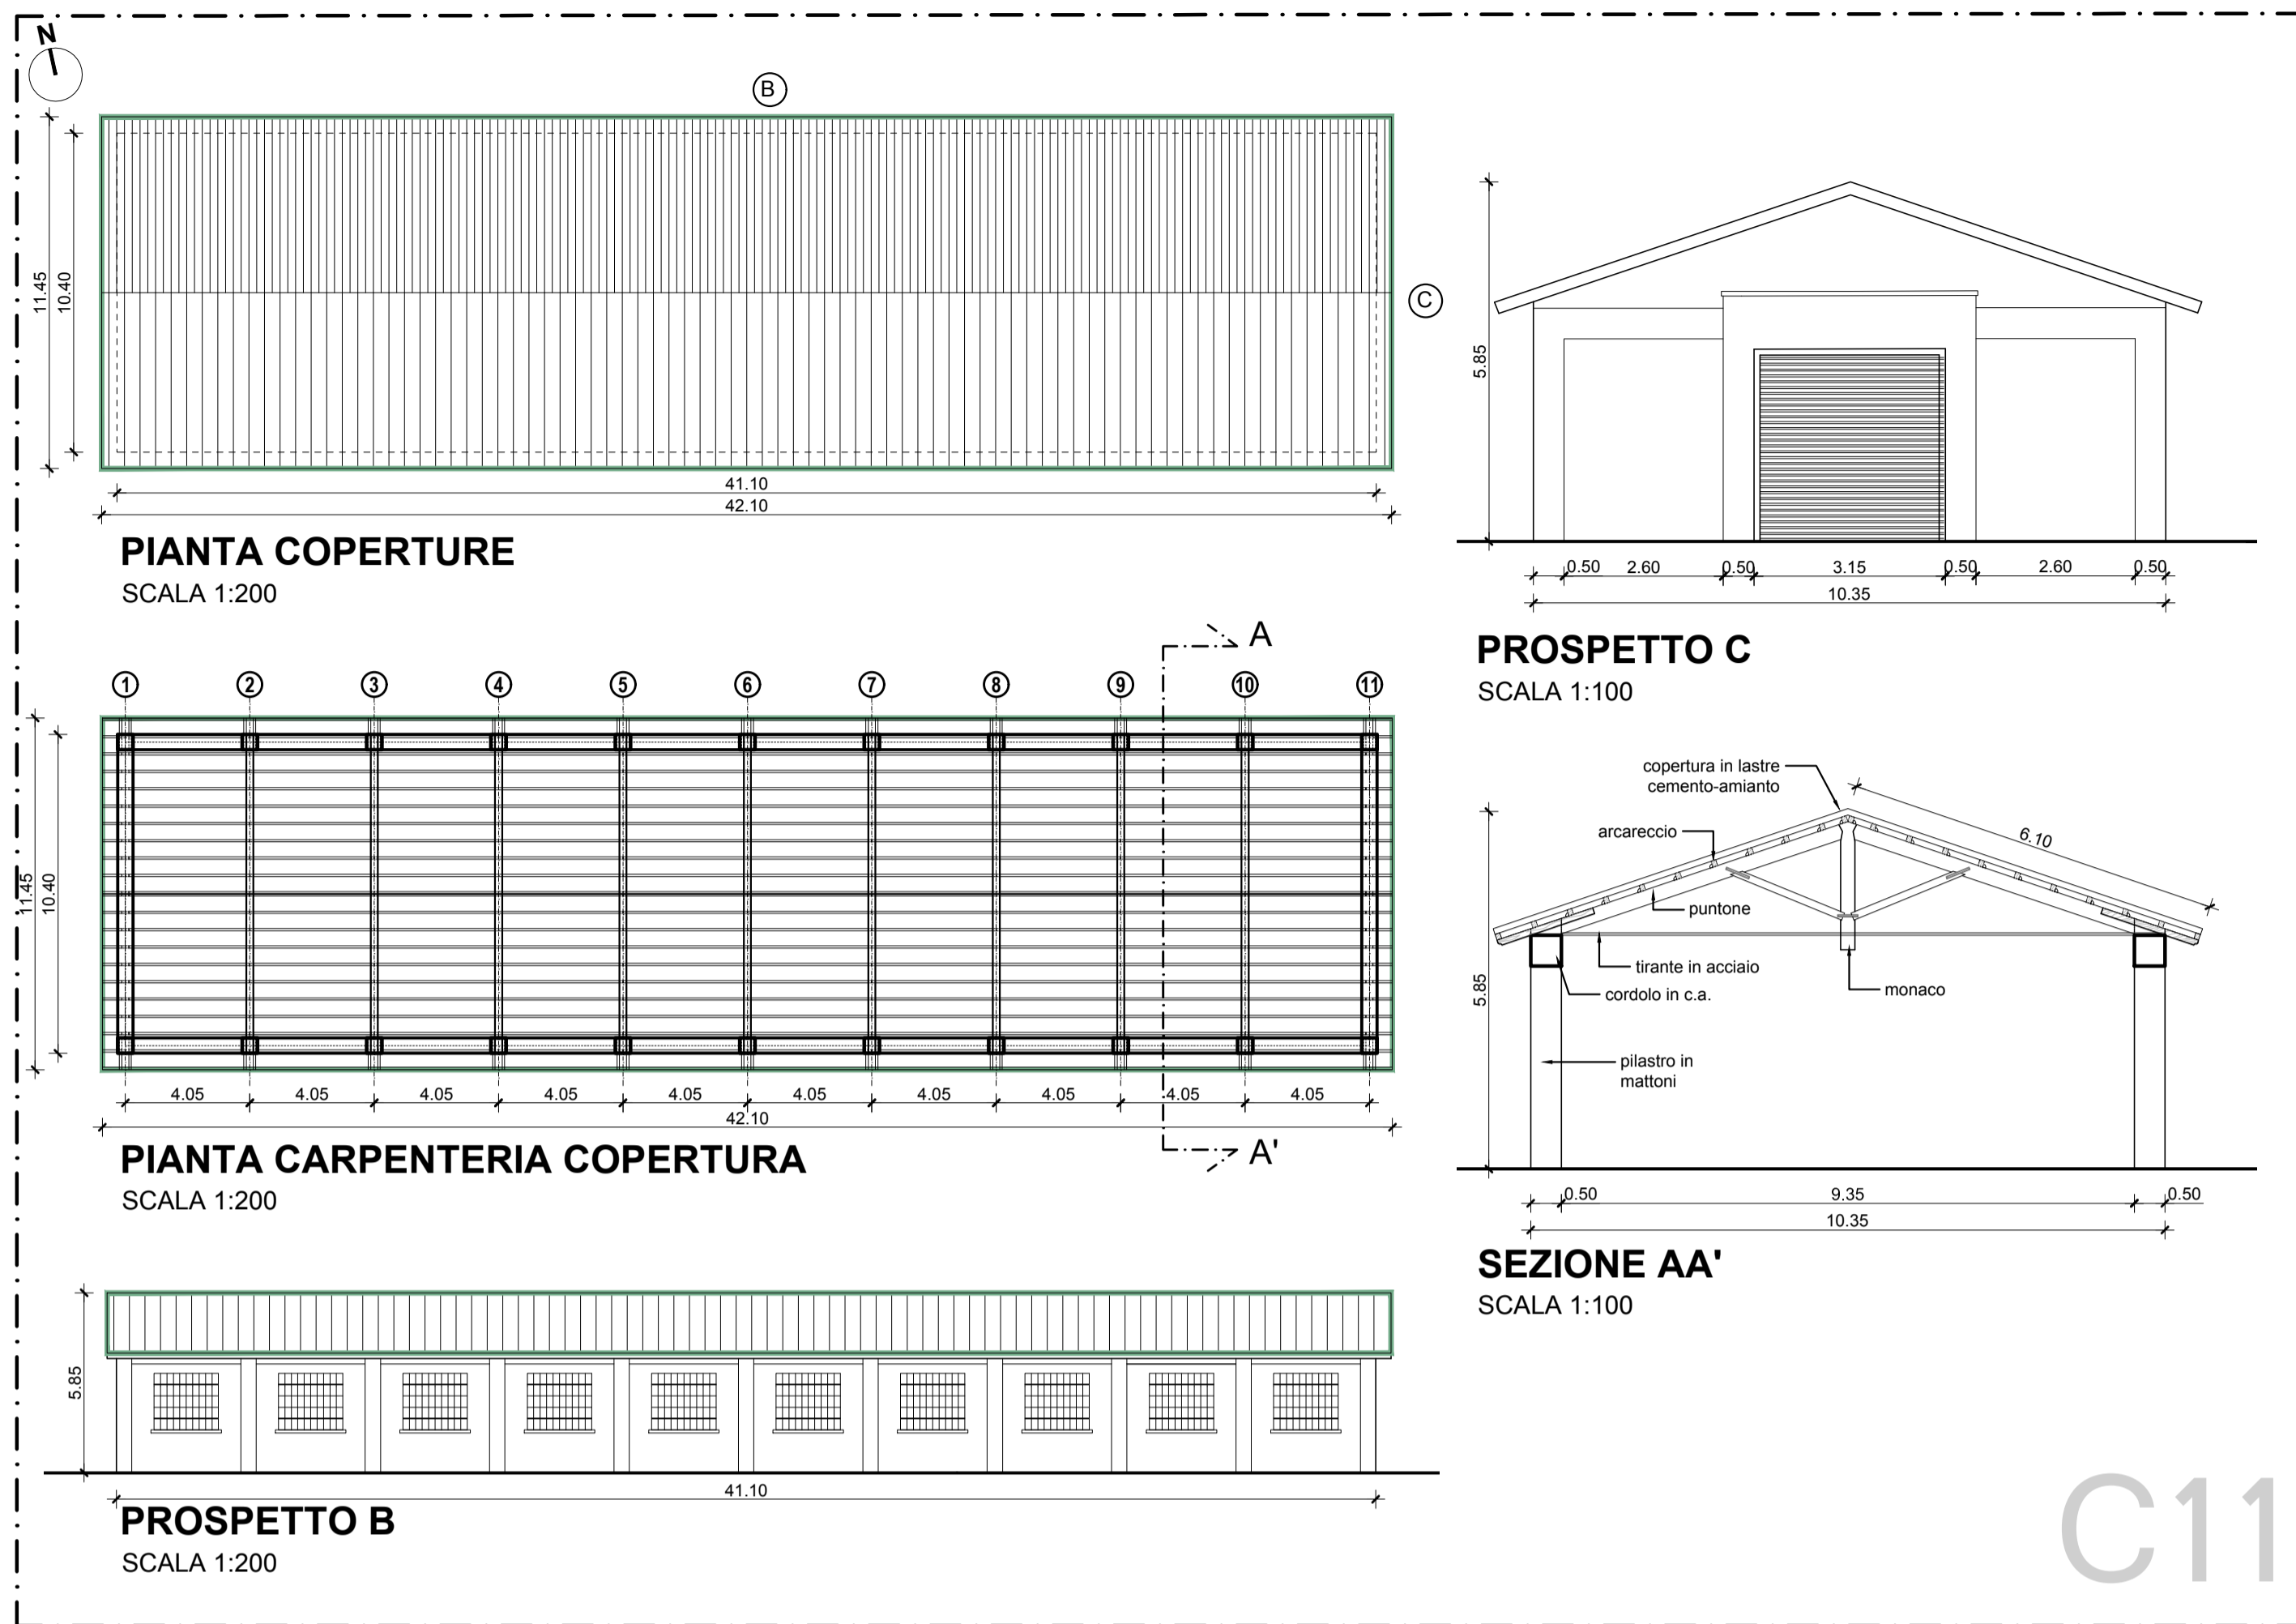 N
B
11.45
10.40
C
41.10
42.10
PIANTA COPERTURE
SCALA 1:200
5.85
0.50 2.60 0.50 3.15 0.50 2.60 0.50
10.35
PROSPETTO C
SCALA 1:100
A
1 2 3 4 5 6 7 8 9 10 11
11.45
10.40
4.05 4.05 4.05 4.05 4.05 4.05 4.05 4.05 4.05 4.05
42.10
A'
PIANTA CARPENTERIA COPERTURA
SCALA 1:200
copertura in lastre
cemento-amianto
6.10
arcareccio
puntone
tirante in acciaio
cordolo in c.a.
monaco
5.85
pilastro in
mattoni
0.50 9.35 0.50
10.35
SEZIONE AA'
SCALA 1:100
5.85
41.10
PROSPETTO B
SCALA 1:200
C11